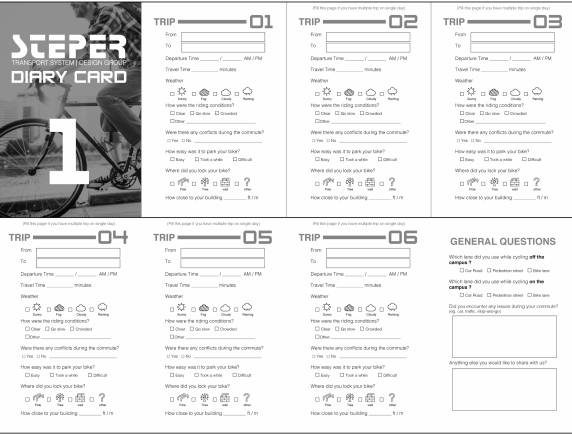 STEPER
TRANSPORT SYSTEM | DESIGN GROUP
DIARY CARD
1
TRIP 01
From
To
Departure Time _______ / _______ AM / PM
Travel Time ___________ minutes
Weather
Sunny Fog Cloudy Raining
How were the riding conditions?
Clear Go slow Crowded
Other
Were there any conflicts during the commute?
Yes No
How easy was it to park your bike?
Easy Took a while Difficult
Where did you lock your bike?
Pole Tree wall other
How close to your building ________ ft / m
(Fill this page if you have multiple trip on single day)
TRIP 02
From
To
Departure Time _______ / _______ AM / PM
Travel Time ___________ minutes
Weather
Sunny Fog Cloudy Raining
How were the riding conditions?
Clear Go slow Crowded
Other
Were there any conflicts during the commute?
Yes No
How easy was it to park your bike?
Easy Took a while Difficult
Where did you lock your bike?
Pole Tree wall other
How close to your building ________ ft / m
(Fill this page if you have multiple trip on single day)
TRIP 03
From
To
Departure Time _______ / _______ AM / PM
Travel Time ___________ minutes
Weather
Sunny Fog Cloudy Raining
How were the riding conditions?
Clear Go slow Crowded
Other
Were there any conflicts during the commute?
Yes No
How easy was it to park your bike?
Easy Took a while Difficult
Where did you lock your bike?
Pole Tree wall other
How close to your building ________ ft / m
(Fill this page if you have multiple trip on single day)
TRIP 04
From
To
Departure Time _______ / _______ AM / PM
Travel Time ___________ minutes
Weather
Sunny Fog Cloudy Raining
How were the riding conditions?
Clear Go slow Crowded
Other
Were there any conflicts during the commute?
Yes No
How easy was it to park your bike?
Easy Took a while Difficult
Where did you lock your bike?
Pole Tree wall other
How close to your building ________ ft / m
(Fill this page if you have multiple trip on single day)
TRIP 05
From
To
Departure Time _______ / _______ AM / PM
Travel Time ___________ minutes
Weather
Sunny Fog Cloudy Raining
How were the riding conditions?
Clear Go slow Crowded
Other
Were there any conflicts during the commute?
Yes No
How easy was it to park your bike?
Easy Took a while Difficult
Where did you lock your bike?
Pole Tree wall other
How close to your building ________ ft / m
(Fill this page if you have multiple trip on single day)
TRIP 06
From
To
Departure Time _______ / _______ AM / PM
Travel Time ___________ minutes
Weather
Sunny Fog Cloudy Raining
How were the riding conditions?
Clear Go slow Crowded
Other
Were there any conflicts during the commute?
Yes No
How easy was it to park your bike?
Easy Took a while Difficult
Where did you lock your bike?
Pole Tree wall other
How close to your building ________ ft / m
GENERAL QUESTIONS
Which lane did you use while cycling off the
campus ?
Car Road Pedestrian street Bike lane
Which lane did you use while cycling on the
campus ?
Car Road Pedestrian street Bike lane
Did you encounter any issues during your commute?
(eg. car, traffic, stop-and-go)
Anything else you would like to share with us?